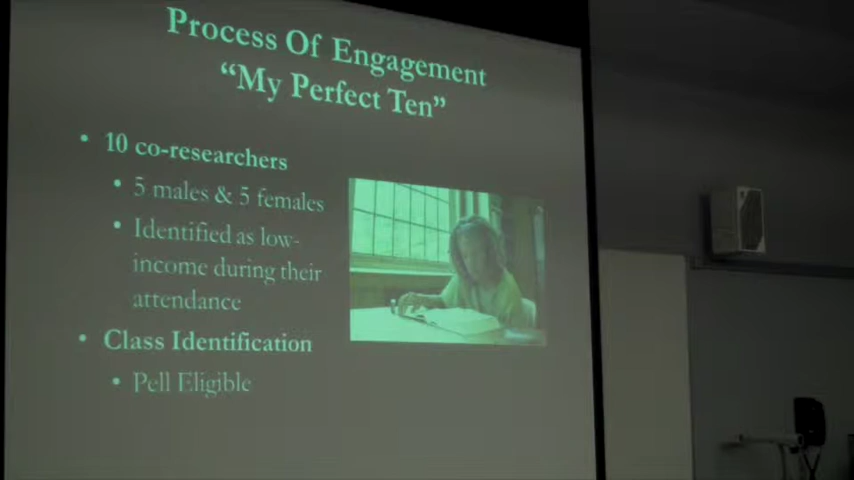 Process Of Engagement
“My Perfect Ten”
• 10 co-researchers
• 5 males & 5 females
• Identified as low-
income during their
attendance
• Class Identification
• Pell Eligible